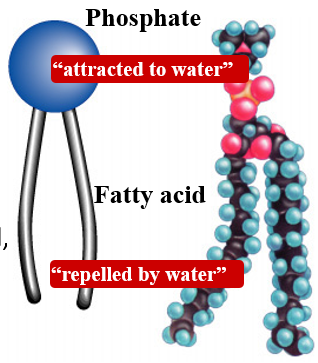 Phosphate
“attracted to water”
Fatty acid
,
“repelled by water”